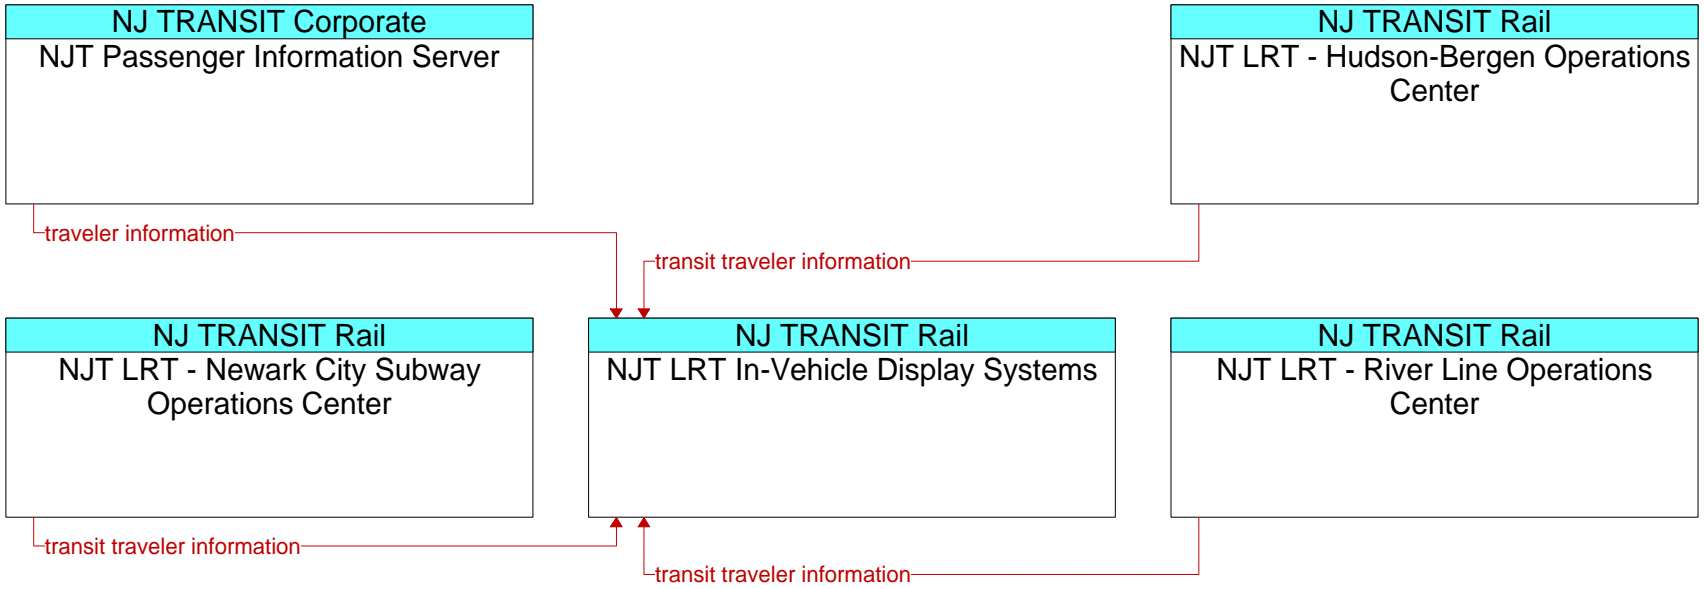 NJ TRANSIT Corporate
NJT Passenger Information Server
NJ TRANSIT Rail
NJT LRT - Hudson-Bergen Operations
Center
traveler information
transit traveler information
NJ TRANSIT Rail
NJT LRT - Newark City Subway
Operations Center
NJ TRANSIT Rail
NJT LRT In-Vehicle Display Systems
NJ TRANSIT Rail
NJT LRT - River Line Operations
Center
transit traveler information
transit traveler information